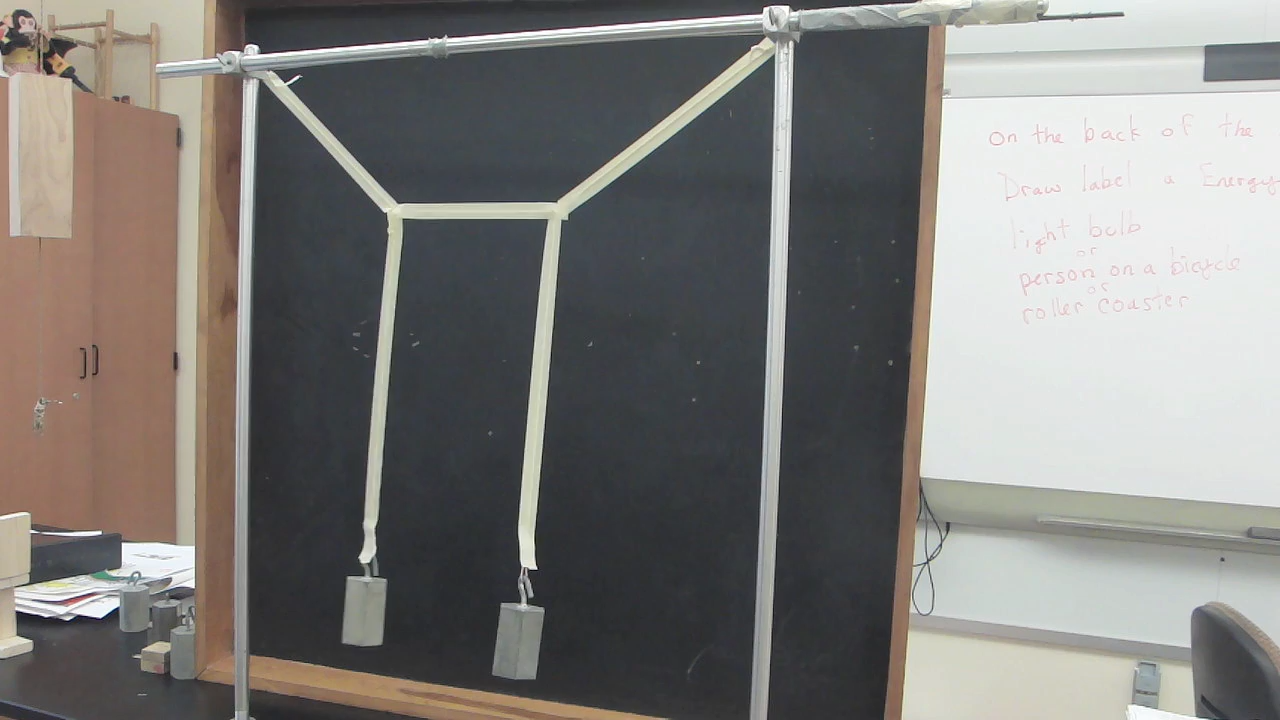 on the back of the
Draw label a Energy
light bulb
or
person on a bicycle
or
roller coaster